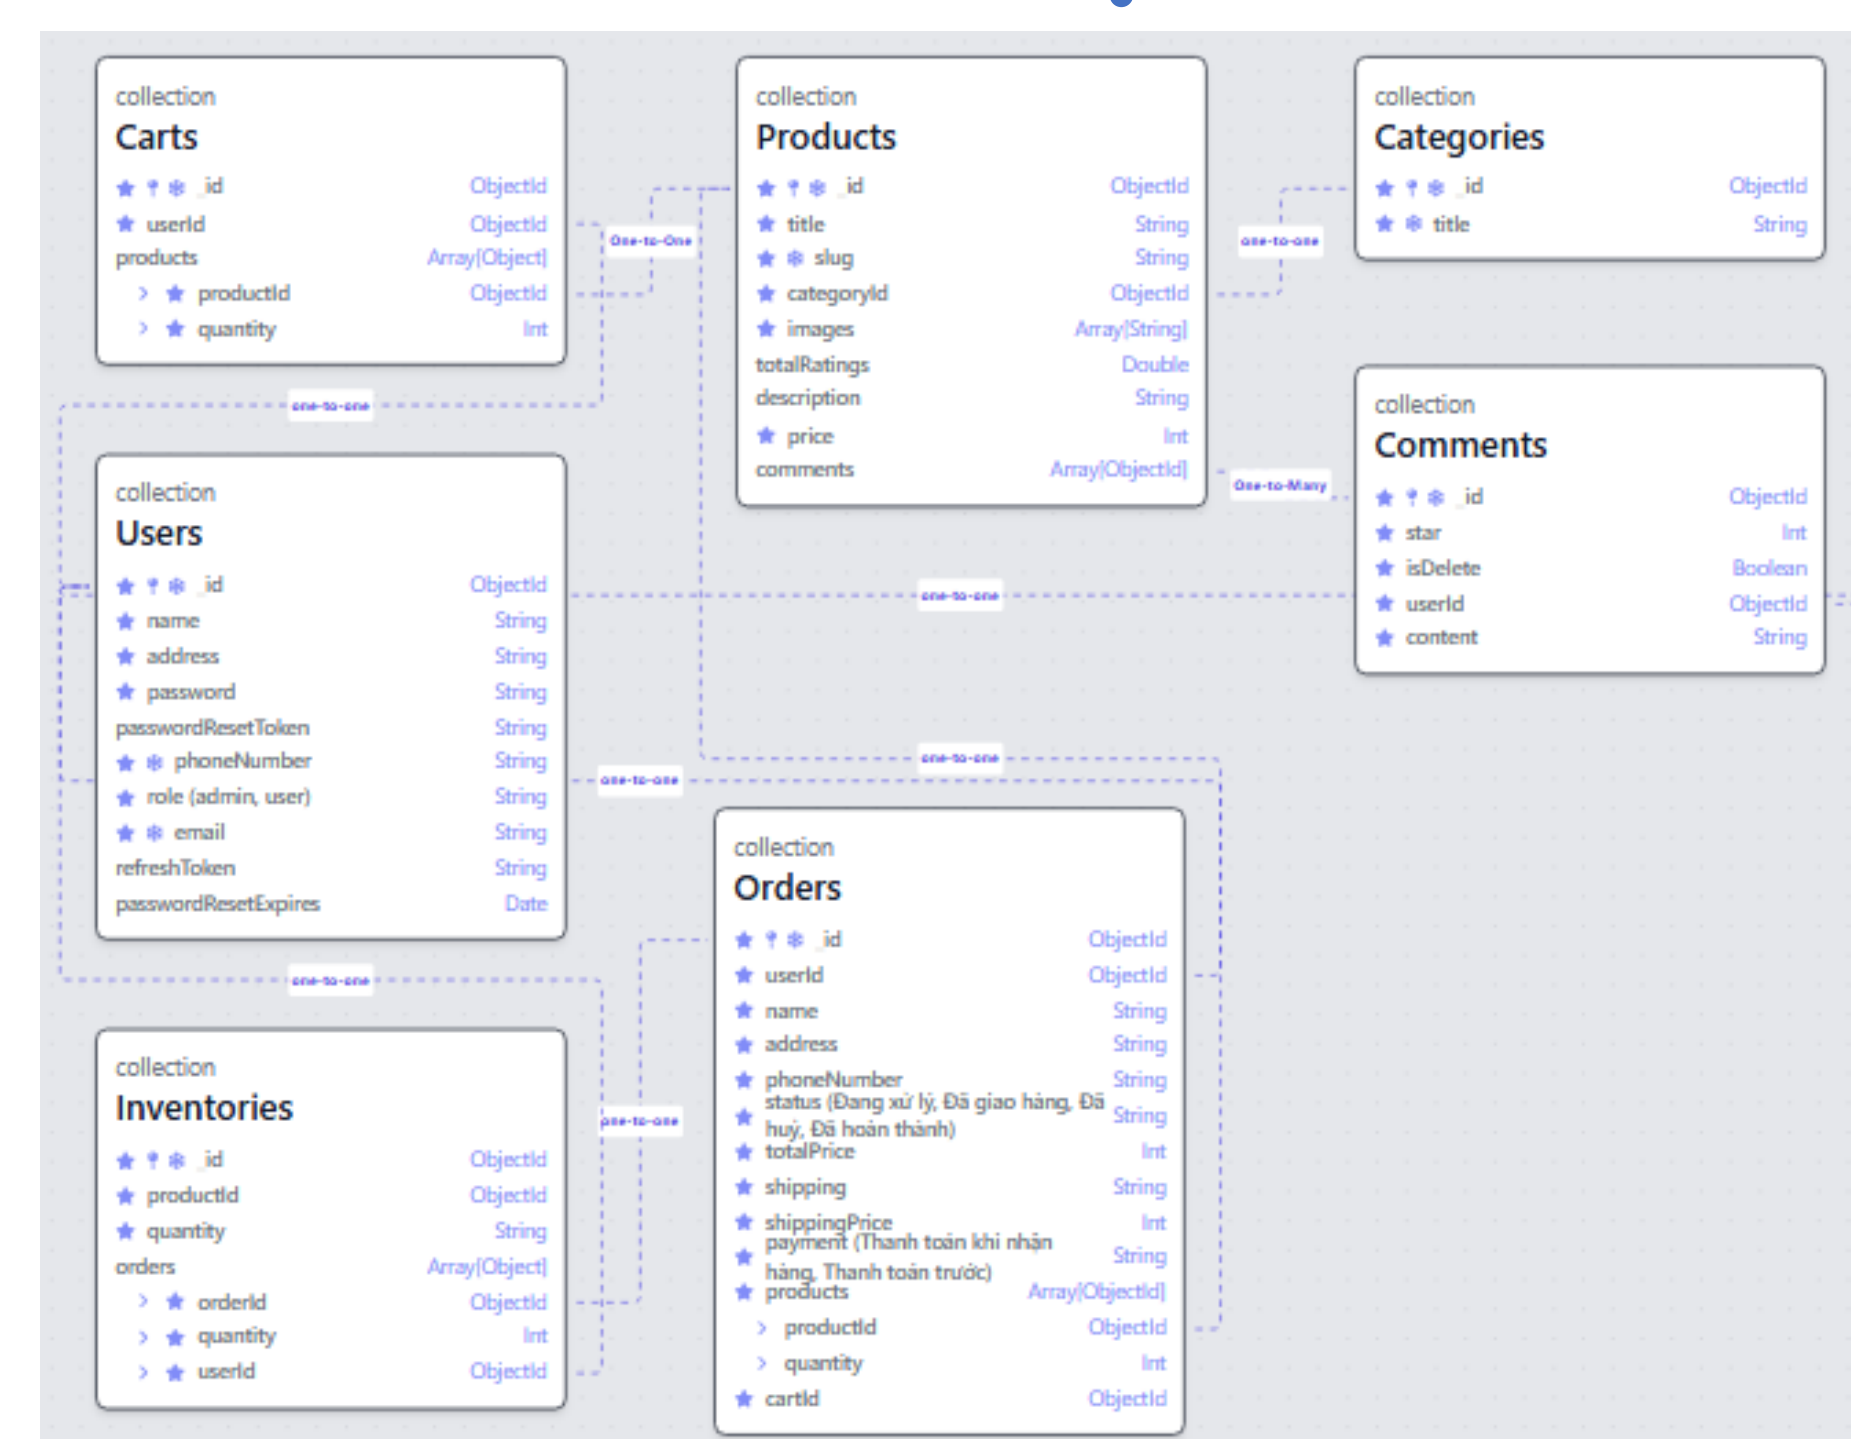 collection
Carts
_id ObjectId
userId ObjectId
products Array[Object]
productId ObjectId
quantity Int
One-to-One
one-to-one
collection
Products
_id ObjectId
title String
slug String
categoryId ObjectId
images Array[String]
totalRatings Double
description String
price Int
comments Array[ObjectId]
one-to-one
collection
Categories
_id ObjectId
title String
One-to-Many
collection
Comments
_id ObjectId
star Int
isDelete Boolean
userId ObjectId
content String
collection
Users
_id ObjectId
name String
address String
password String
passwordResetToken String
phoneNumber String
role (admin, user) String
email String
refreshToken String
passwordResetExpires Date
one-to-one
one-to-one
one-to-one
one-to-one
collection
Inventories
_id ObjectId
productId ObjectId
quantity String
orders Array[Object]
orderId ObjectId
quantity Int
userId ObjectId
one-to-one
collection
Orders
_id ObjectId
userId ObjectId
name String
address String
phoneNumber String
status (Đang xử lý, Đã giao hàng, Đã
huỷ, Đã hoàn thành) String
totalPrice Int
shipping String
shippingPrice Int
payment (Thanh toán khi nhận
hàng, Thanh toán trước) String
products Array[ObjectId]
productId ObjectId
quantity Int
cartId ObjectId